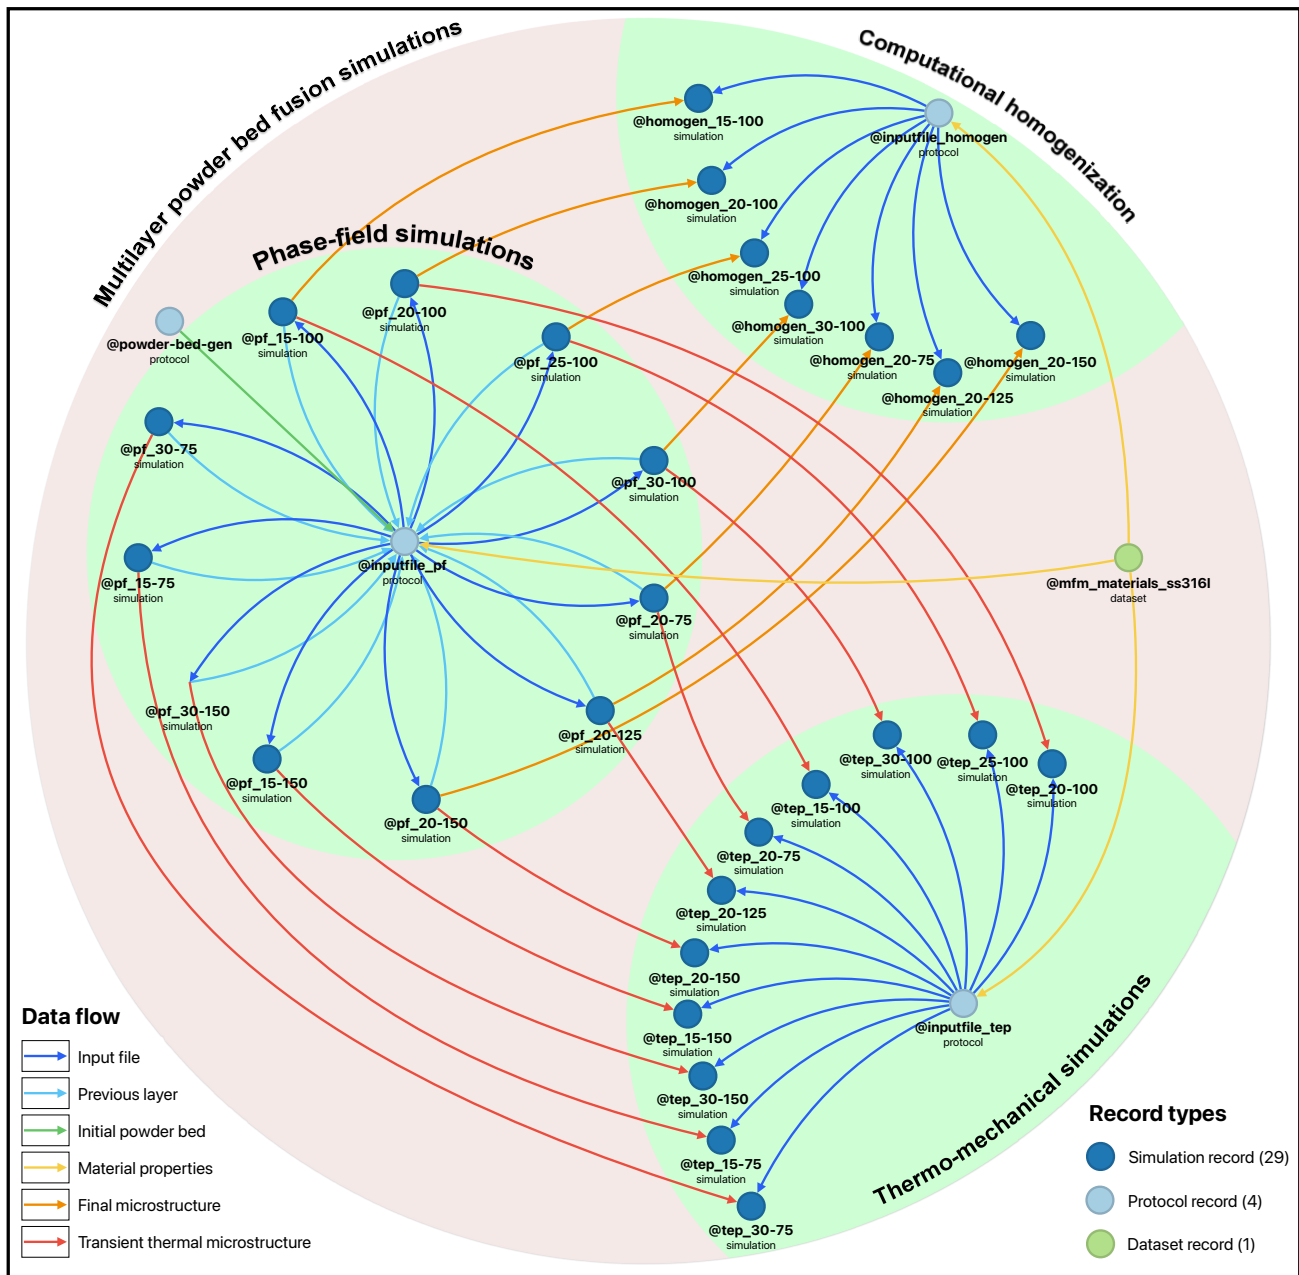 Multilayer powder bed fusion simulations
Computational homogenization
Phase-field simulations
Thermo-mechanical simulations
@homogen_15-100
simulation
@inputfile_homogen
protocol
@homogen_20-100
simulation
@homogen_25-100
simulation
@homogen_30-100
simulation
@homogen_20-75
simulation
@homogen_20-150
simulation
@homogen_20-125
simulation
@powder-bed-gen
protocol
@pf_15-100
simulation
@pf_20-100
simulation
@pf_25-100
simulation
@pf_30-75
simulation
@pf_30-100
simulation
@inputfile_pf
protocol
@pf_15-75
simulation
@pf_20-75
simulation
@pf_30-150
simulation
@pf_20-125
simulation
@pf_15-150
simulation
@pf_20-150
simulation
@mfm_materials_ss316l
dataset
@tep_30-100
simulation
@tep_25-100
simulation
@tep_20-100
simulation
@tep_15-100
simulation
@tep_20-75
simulation
@tep_20-125
simulation
@tep_20-150
simulation
@tep_15-150
simulation
@inputfile_tep
protocol
@tep_30-150
simulation
@tep_15-75
simulation
@tep_30-75
simulation
Data flow
Input file
Previous layer
Initial powder bed
Material properties
Final microstructure
Transient thermal microstructure
Record types
Simulation record (29)
Protocol record (4)
Dataset record (1)